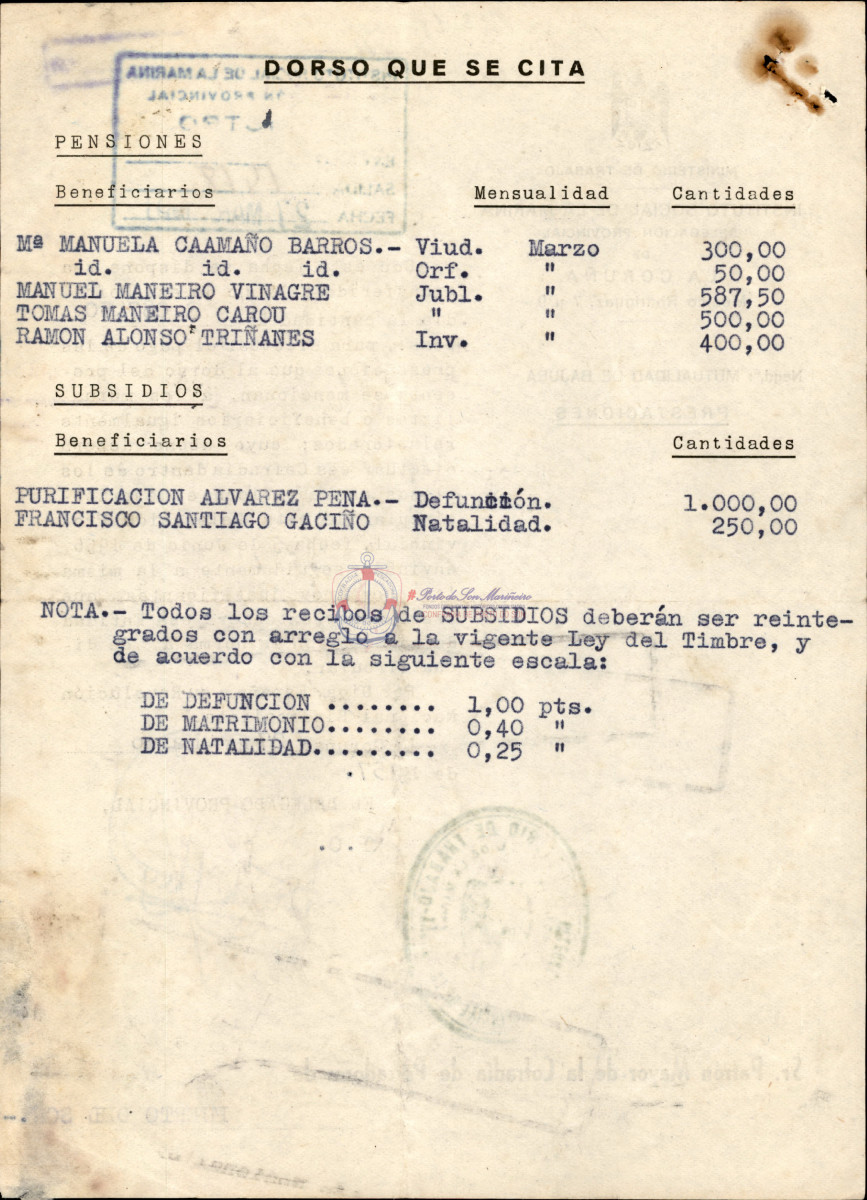 DORSO QUE SE CITA
PENSIONES
Beneficiarios Mensualidad Cantidades
Mª MANUELA CAAMAÑO BARROS.- Viud. Marzo 300,00
id. id. id. Orf. " 50,00
MANUEL MANEIRO VINAGRE Jubl. " 587,50
TOMAS MANEIRO CAROU " " 500,00
RAMON ALONSO TRIÑANES Inv. " 400,00
SUBSIDIOS
Beneficiarios Cantidades
PURIFICACION ALVAREZ PENA.- Defunción. 1.000,00
FRANCISCO SANTIAGO GACIÑO Natalidad. 250,00
Porto de Son Mariñeiro
NOTA.- Todos los recibos de SUBSIDIOS deberán ser reinte-
grados con arreglo a la vigente Ley del Timbre, y
de acuerdo con la siguiente escala:
DE DEFUNCION ........ 1,00 pts.
DE MATRIMONIO........ 0,40 "
DE NATALIDAD......... 0,25 "